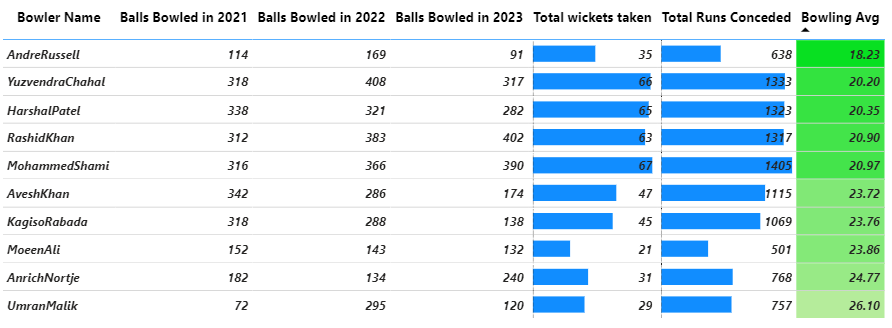 Bowler Name Balls Bowled in 2021 Balls Bowled in 2022 Balls Bowled in 2023 Total wickets taken Total Runs Conceded Bowling Avg
AndreRussell 114 169 91 35 638 18.23
YuzvendraChahal 318 408 317 66 1333 20.20
HarshalPatel 338 321 282 65 1323 20.35
RashidKhan 312 383 402 63 1317 20.90
MohammedShami 316 366 390 67 1405 20.97
AveshKhan 342 286 174 47 1115 23.72
KagisoRabada 318 288 138 45 1069 23.76
MoeenAli 152 143 132 21 501 23.86
AnrichNortje 182 134 240 31 768 24.77
UmranMalik 72 295 120 29 757 26.10